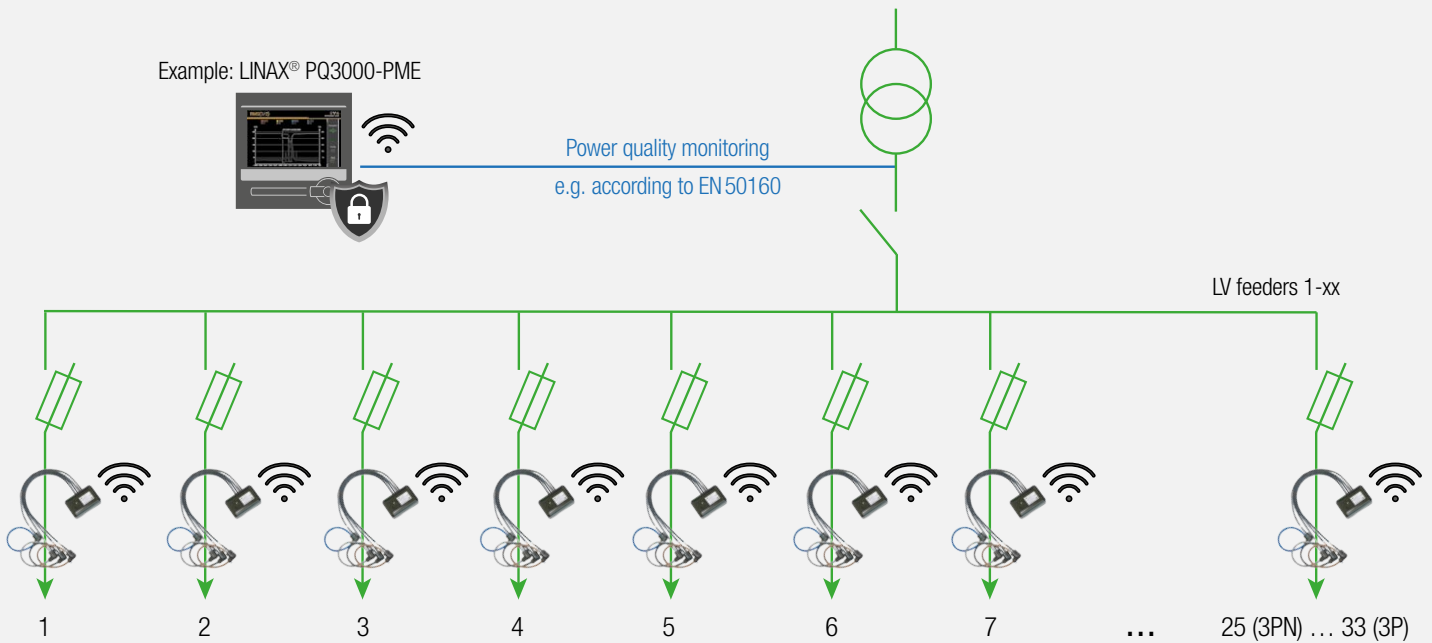 Example: LINAX® PQ3000-PME
Power quality monitoring
e.g. according to EN 50160
LV feeders 1-xx
1 2 3 4 5 6 7 ... 25 (3PN) … 33 (3P)